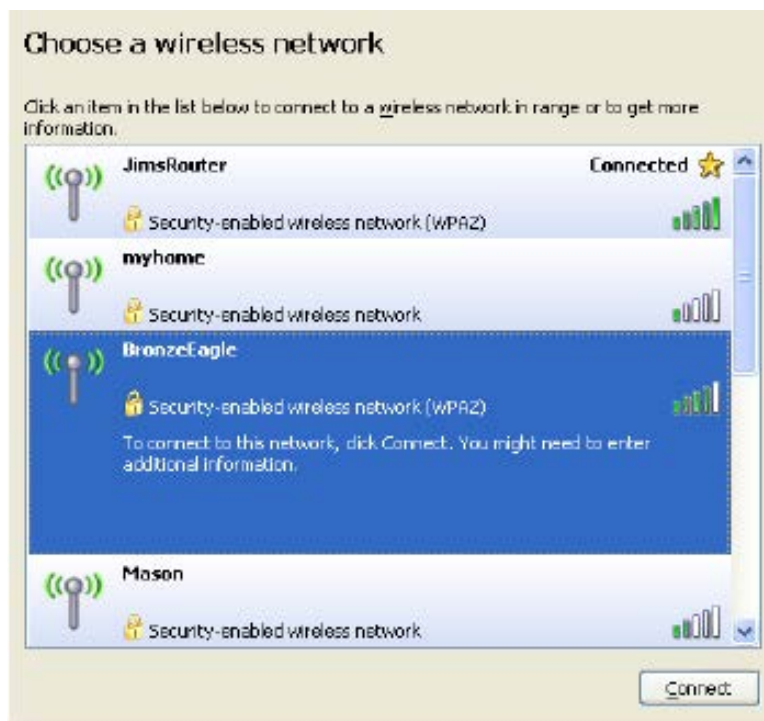 Choose a wireless network
Click an item in the list below to connect to a wireless network in range or to get more
information.
JimsRouter Connected
Security-enabled wireless network (WPA2)
myhome
Security-enabled wireless network
BronzeEagle
Security-enabled wireless network (WPA2)
To connect to this network, click Connect. You might need to enter
additional information.
Mason
Security-enabled wireless network
Connect